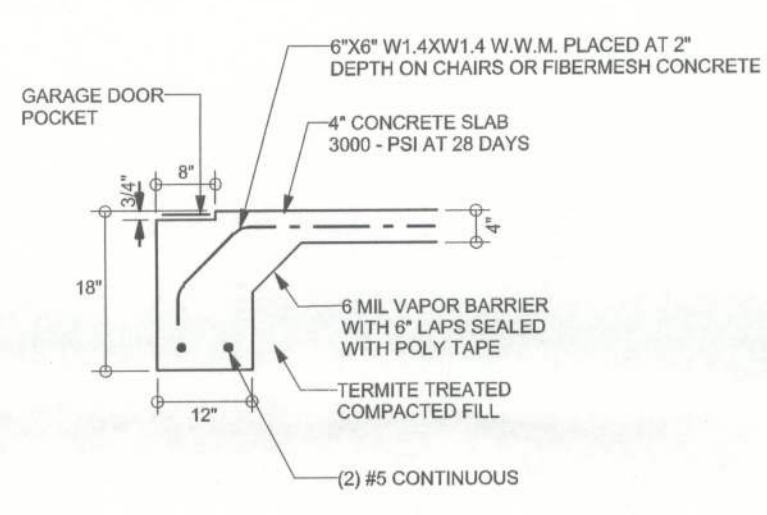 6"X6" W1.4XW1.4 W.W.M. PLACED AT 2"
DEPTH ON CHAIRS OR FIBERMESH CONCRETE
GARAGE DOOR
POCKET
4" CONCRETE SLAB
3000 - PSI AT 28 DAYS
8"
3/4"
4"
18"
6 MIL VAPOR BARRIER
WITH 6" LAPS SEALED
WITH POLY TAPE
TERMITE TREATED
COMPACTED FILL
12"
(2) #5 CONTINUOUS